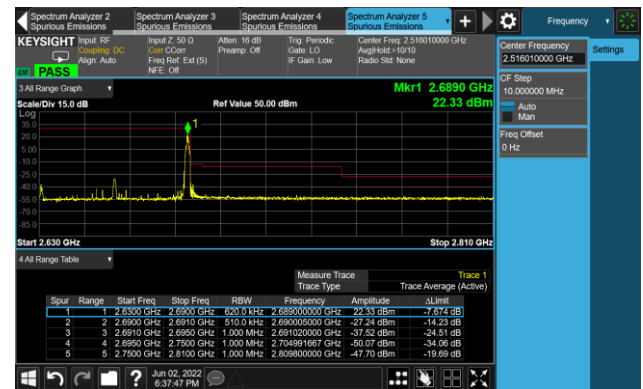 Spectrum Analyzer 2 Spectrum Analyzer 3 Spectrum Analyzer 4 Spectrum Analyzer 5 Frequency
Spurious Emissions Spurious Emissions Spurious Emissions Spurious Emissions
KEYSIGHT Input: RF Input Z: 50 Ω Atten: 16 dB Trig: Periodic Center Freq: 2.516010000 GHz
Coupling: DC Corr CCorr Preamp: Off Gate: LO Avg|Hold:>10/10
Align: Auto Freq Ref: Ext (S) IF Gain: Low Radio Std: None
NFE: Off
PASS
Center Frequency Settings
2.516010000 GHz
CF Step
10.000000 MHz
Auto
Man
Freq Offset
0 Hz
3 All Range Graph Mkr1 2.6890 GHz
Scale/Div 15.0 dB Ref Value 50.00 dBm 22.33 dBm
Log
35.0
20.0
5.00
-10.0
-25.0
-40.0
-55.0
-70.0
-85.0
1
Start 2.630 GHz Stop 2.810 GHz
4 All Range Table
Measure Trace Trace 1
Trace Type Trace Average (Active)
Spur Range Start Freq Stop Freq RBW Frequency Amplitude ΔLimit
1 1 2.6300 GHz 2.6900 GHz 620.0 kHz 2.689000000 GHz 22.33 dBm -7.674 dB
2 2 2.6900 GHz 2.6910 GHz 510.0 kHz 2.690005000 GHz -27.24 dBm -14.23 dB
3 3 2.6910 GHz 2.6950 GHz 1.000 MHz 2.691020000 GHz -37.52 dBm -24.51 dB
4 4 2.6950 GHz 2.7500 GHz 1.000 MHz 2.704991667 GHz -50.07 dBm -34.06 dB
5 5 2.7500 GHz 2.8100 GHz 1.000 MHz 2.809800000 GHz -47.70 dBm -19.69 dB
? Jun 02, 2022
6:37:47 PM